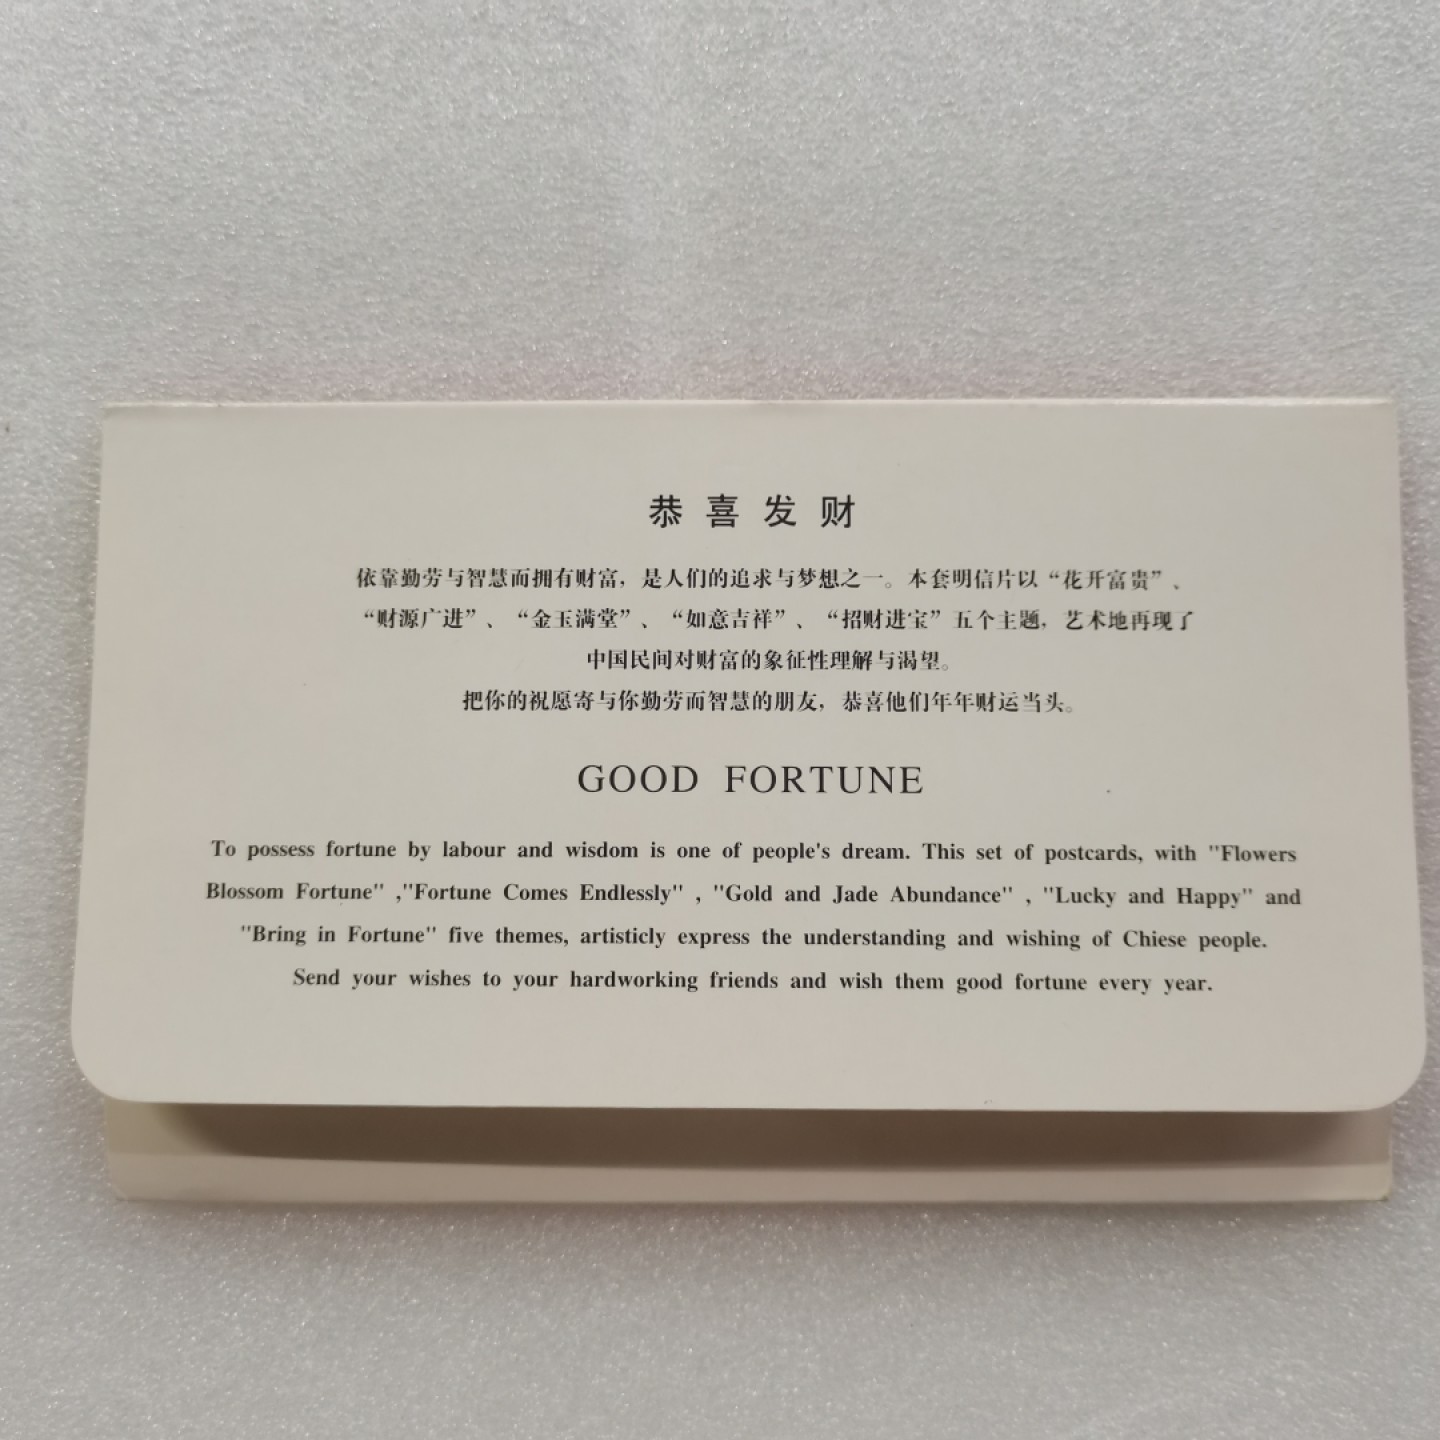 恭喜发财
依靠勤劳与智慧而拥有财富，是人们的追求与梦想之一。本套明信片以“花开富贵”、
“财源广进”、“金玉满堂”、“如意吉祥”、“招财进宝”五个主题，艺术地再现了
中国民间对财富的象征性理解与渴望。
把你的祝愿寄与你勤劳而智慧的朋友，恭喜他们年年财运当头。
GOOD FORTUNE
To possess fortune by labour and wisdom is one of people's dream. This set of postcards, with "Flowers
Blossom Fortune" ,"Fortune Comes Endlessly" , "Gold and Jade Abundance" , "Lucky and Happy" and
"Bring in Fortune" five themes, artisticly express the understanding and wishing of Chiese people.
Send your wishes to your hardworking friends and wish them good fortune every year.